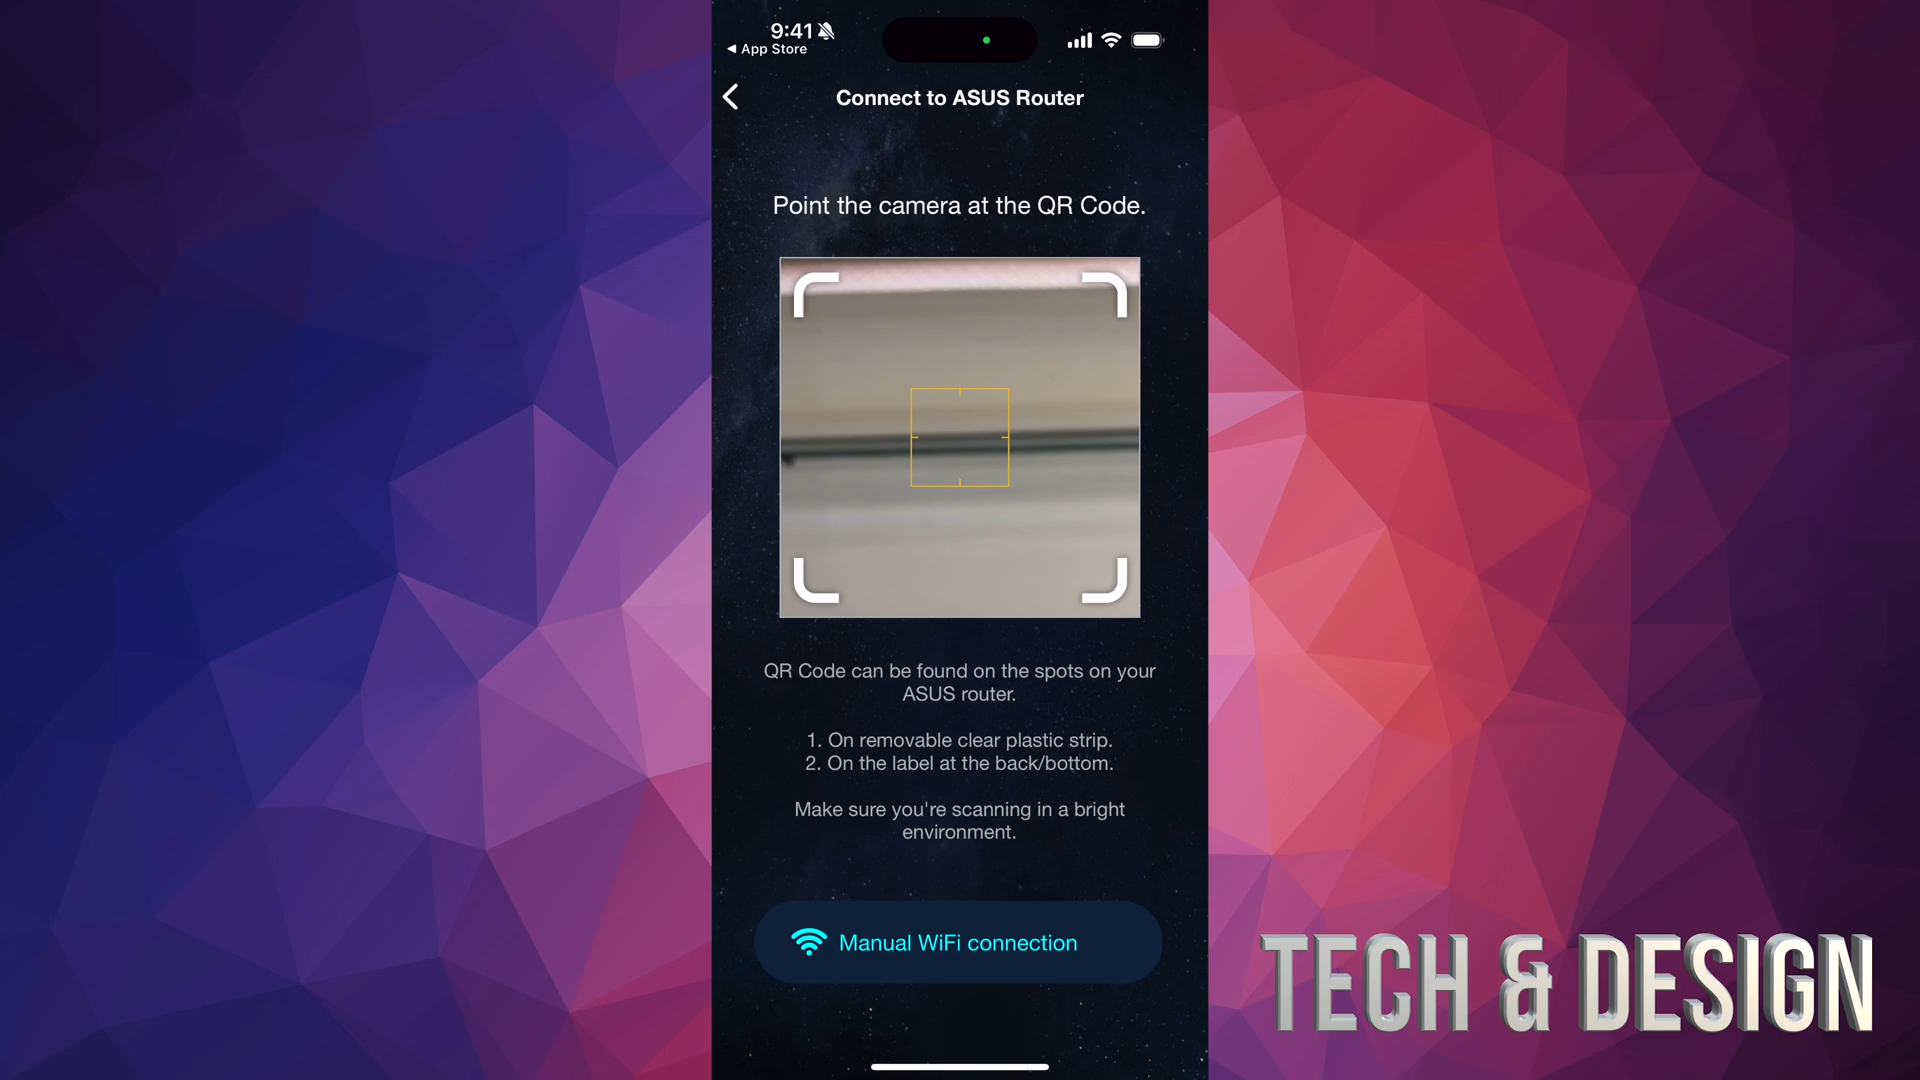 9:41
◀ App Store
Connect to ASUS Router
Point the camera at the QR Code.
QR Code can be found on the spots on your
ASUS router.
1. On removable clear plastic strip.
2. On the label at the back/bottom.
Make sure you're scanning in a bright
environment.
Manual WiFi connection
TECH & DESIGN